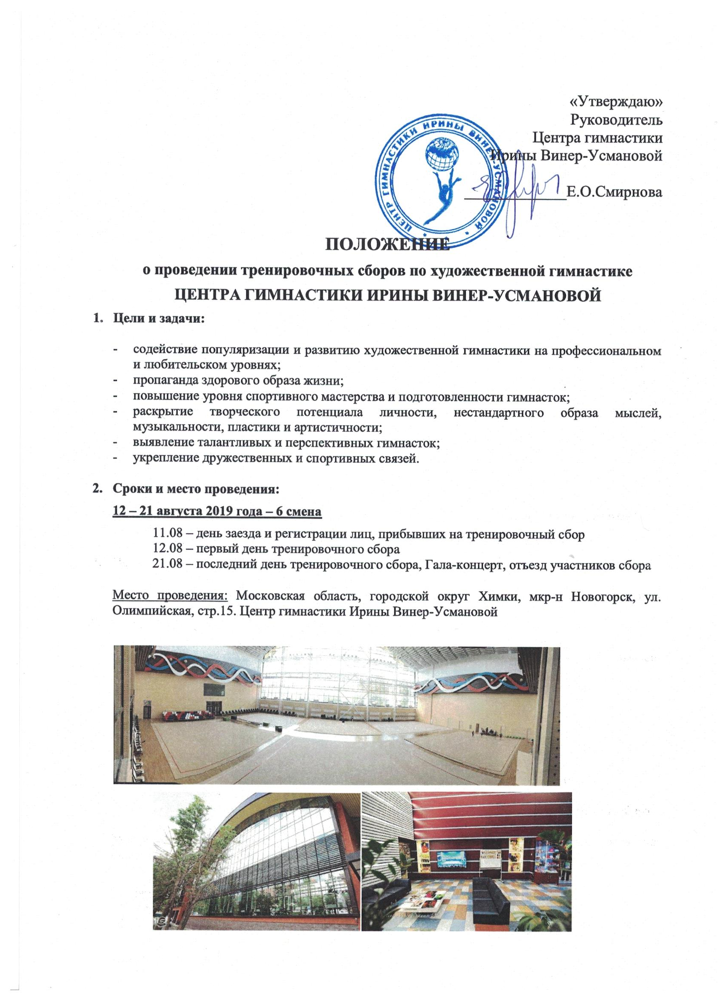 «Утверждаю»
Руководитель
Центра гимнастики
Ирины Винер-Усмановой
ЦЕНТР ГИМНАСТИКИ ИРИНЫ ВИНЕР-УСМАНОВОЙ
Е.О.Смирнова
ПОЛОЖЕНИЕ
о проведении тренировочных сборов по художественной гимнастике
ЦЕНТРА ГИМНАСТИКИ ИРИНЫ ВИНЕР-УСМАНОВОЙ
1. Цели и задачи:
- содействие популяризации и развитию художественной гимнастики на профессиональном
и любительском уровнях;
- пропаганда здорового образа жизни;
- повышение уровня спортивного мастерства и подготовленности гимнасток;
- раскрытие творческого потенциала личности, нестандартного образа мыслей,
музыкальности, пластики и артистичности;
- выявление талантливых и перспективных гимнасток;
- укрепление дружественных и спортивных связей.
2. Сроки и место проведения:
12 – 21 августа 2019 года – 6 смена
11.08 – день заезда и регистрации лиц, прибывших на тренировочный сбор
12.08 – первый день тренировочного сбора
21.08 – последний день тренировочного сбора, Гала-концерт, отъезд участников сбора
Место проведения: Московская область, городской округ Химки, мкр-н Новогорск, ул.
Олимпийская, стр.15. Центр гимнастики Ирины Винер-Усмановой